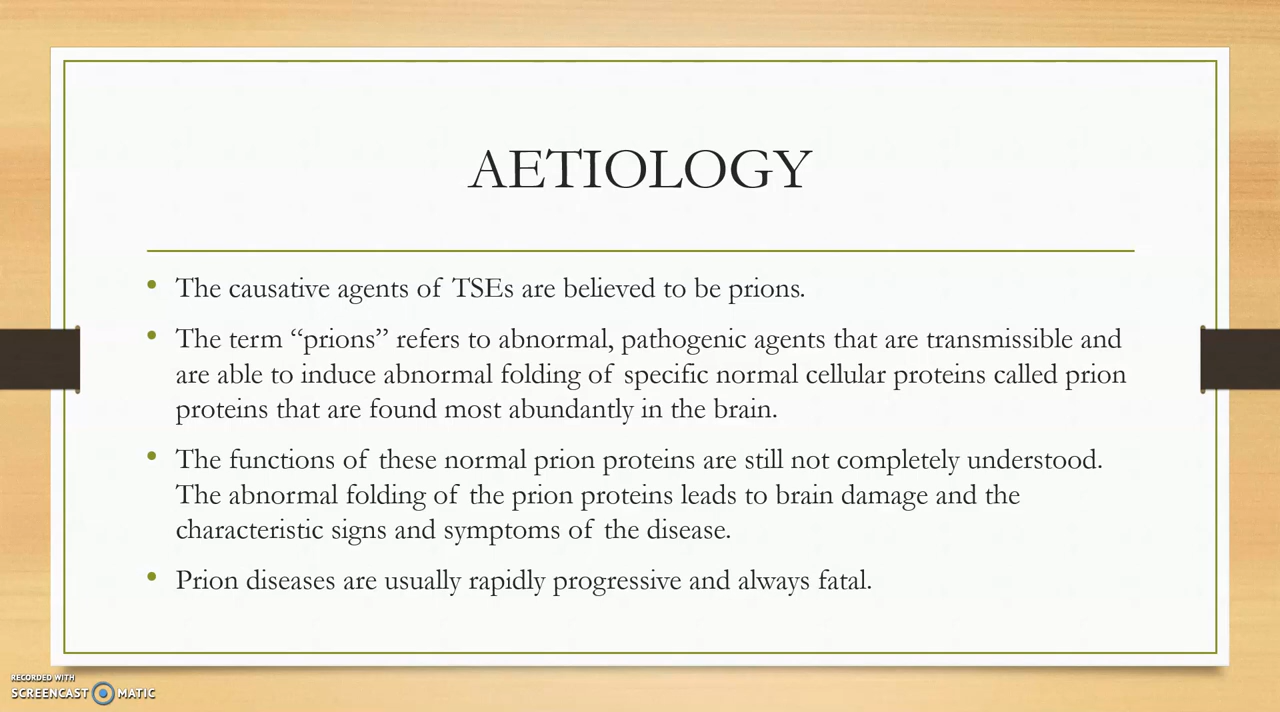 AETIOLOGY
• The causative agents of TSEs are believed to be prions.
• The term “prions” refers to abnormal, pathogenic agents that are transmissible and
are able to induce abnormal folding of specific normal cellular proteins called prion
proteins that are found most abundantly in the brain.
• The functions of these normal prion proteins are still not completely understood.
The abnormal folding of the prion proteins leads to brain damage and the
characteristic signs and symptoms of the disease.
• Prion diseases are usually rapidly progressive and always fatal.
RECORDED WITH
SCREENCAST MATIC